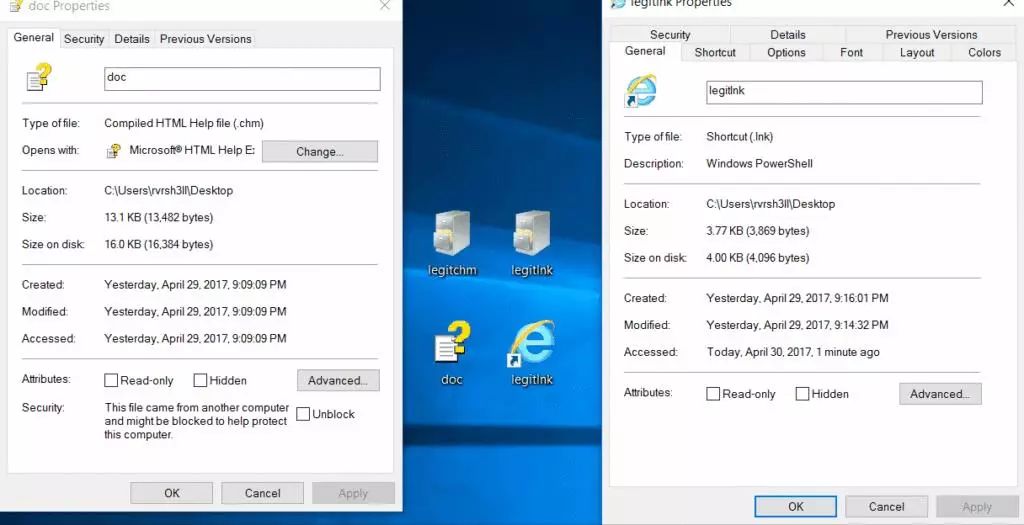 doc Properties
General Security Details Previous Versions
doc
Type of file: Compiled HTML Help file (.chm)
Opens with: Microsoft® HTML Help E: Change...
Location: C:\Users\rvrsh3ll\Desktop
Size: 13.1 KB (13,482 bytes)
Size on disk: 16.0 KB (16,384 bytes)
Created: Yesterday, April 29, 2017, 9:09:09 PM
Modified: Yesterday, April 29, 2017, 9:09:09 PM
Accessed: Yesterday, April 29, 2017, 9:09:09 PM
Attributes: Read-only Hidden Advanced...
Security: This file came from another computer
and might be blocked to help protect
this computer.
Unblock
OK Cancel Apply
legitchm legitlnk
doc legitlnk
legitlnk Properties
Security Details Previous Versions
General Shortcut Options Font Layout Colors
legitlnk
Type of file: Shortcut (.lnk)
Description: Windows PowerShell
Location: C:\Users\rvrsh3ll\Desktop
Size: 3.77 KB (3,869 bytes)
Size on disk: 4.00 KB (4,096 bytes)
Created: Yesterday, April 29, 2017, 9:16:01 PM
Modified: Yesterday, April 29, 2017, 9:14:32 PM
Accessed: Today, April 30, 2017, 1 minute ago
Attributes: Read-only Hidden Advanced...
OK Cancel Apply